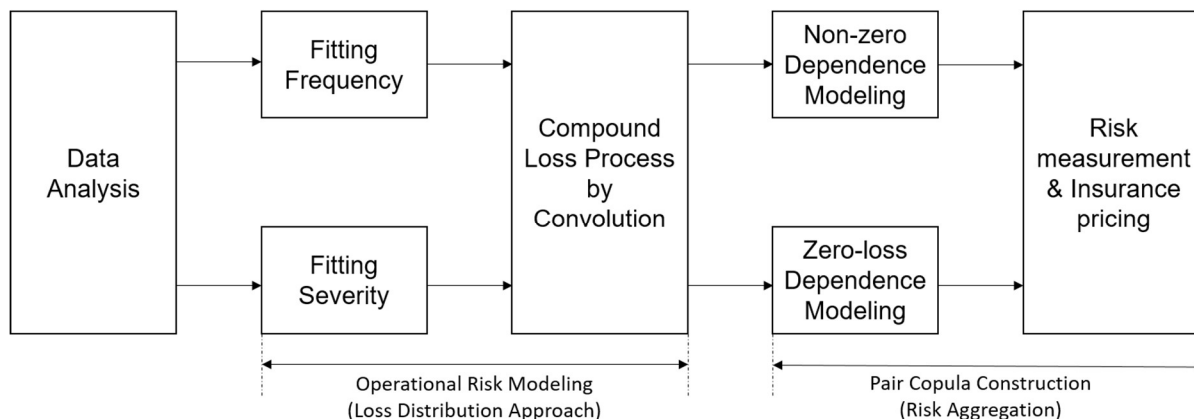 Data
Analysis
Fitting
Frequency
Fitting
Severity
Compound
Loss Process
by
Convolution
Non-zero
Dependence
Modeling
Zero-loss
Dependence
Modeling
Risk
measurement
& Insurance
pricing
Operational Risk Modeling
(Loss Distribution Approach)
Pair Copula Construction
(Risk Aggregation)